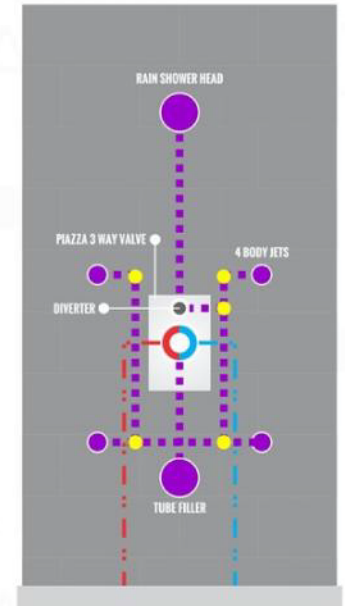 RAIN SHOWER HEAD
PIAZZA 3 WAY VALVE
4 BODY JETS
DIVERTER
TUBE FILLER